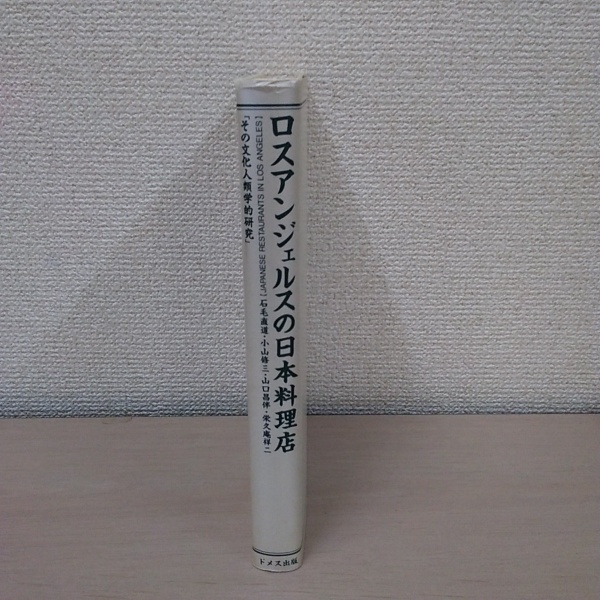 ロスアンジェルスの日本料理店
【JAPANESE RESTAURANTS IN LOS ANGELES】
石毛直道・小山修三・山口昌伴・栄久庵祥二
「その文化人類学的研究」
ドメス出版